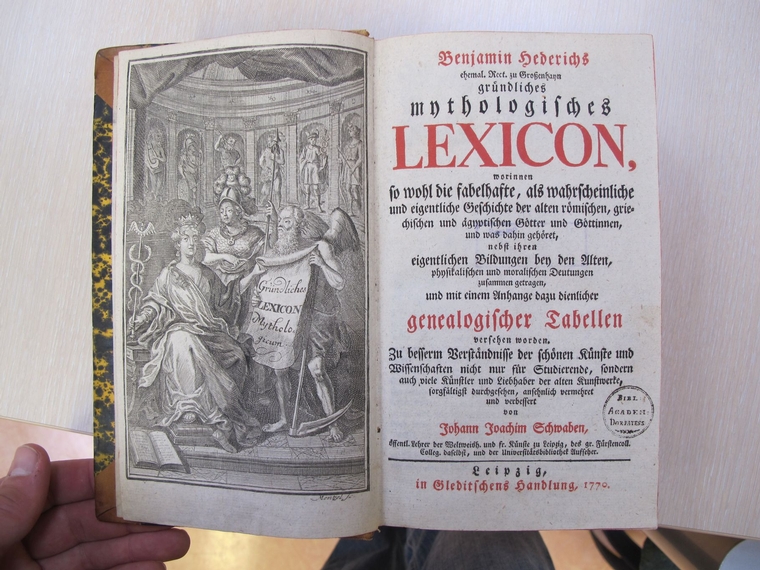 Gründliches
LEXICON
Mytholo-
gicum
Benjamin Hederichs
ehemal. Rect. zu Großenhayn
gründliches
mythologisches
LEXICON,
worinnen
so wohl die fabelhafte, als wahrscheinliche
und eigentliche Geschichte der alten römischen, grie-
chischen und ägyptischen Götter und Göttinnen,
und was dahin gehöret,
nebst ihren
eigentlichen Bildungen bey den Alten,
physikalischen und moralischen Deutungen
zusammen getragen,
und mit einem Anhange dazu dienlicher
genealogischer Tabellen
versehen worden.
Zu besserm Verständnisse der schönen Künste und
Wissenschaften nicht nur für Studierende, sondern
auch viele Künstler und Liebhaber der alten Kunstwerke,
sorgfältigst durchgesehen, ansehnlich vermehret
und verbessert
von
Johann Joachim Schwaben,
öffentl. Lehrer der Weltweish. und fr. Künste zu Leipzig, des gr. Fürstencoll.
Colleg. daselbst, und der Universitätsbibliothek Aufseher.
Leipzig,
in Gleditschens Handlung, 1770.
BIBL.
ACADEM:
DORPATENS.